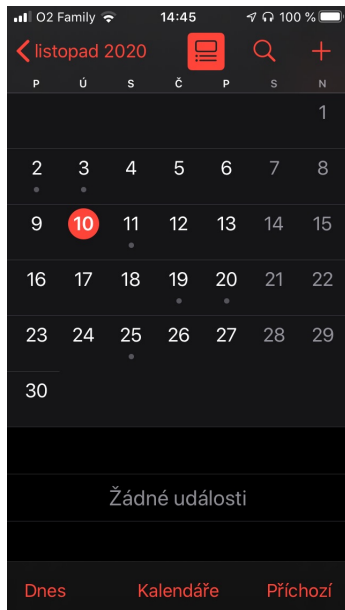 O2 Family 14:45 100 %
listopad 2020
P Ú S Č P S N
1
2 3 4 5 6 7 8
9 10 11 12 13 14 15
16 17 18 19 20 21 22
23 24 25 26 27 28 29
30
Žádné události
Dnes Kalendáře Příchozí